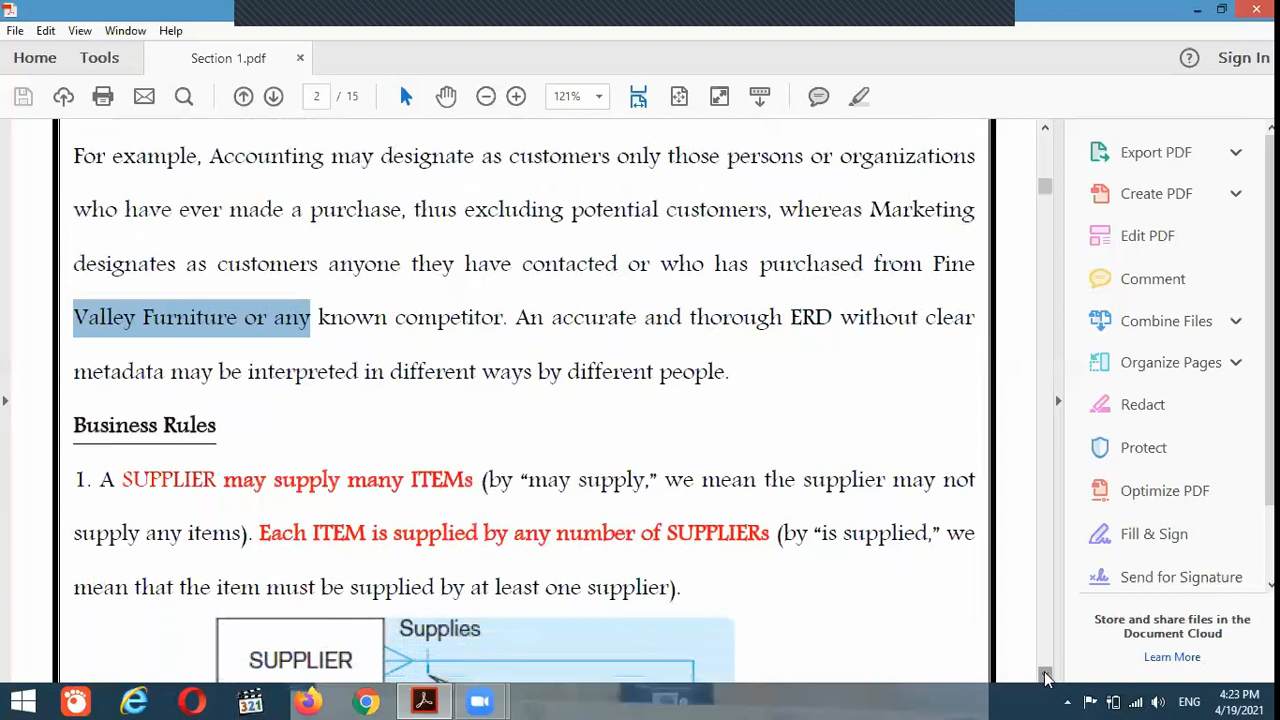 File Edit View Window Help
Home Tools Section 1.pdf × ? Sign In
2 / 15 121%
For example, Accounting may designate as customers only those persons or organizations
who have ever made a purchase, thus excluding potential customers, whereas Marketing
designates as customers anyone they have contacted or who has purchased from Pine
Valley Furniture or any known competitor. An accurate and thorough ERD without clear
metadata may be interpreted in different ways by different people.
Business Rules
1. A SUPPLIER may supply many ITEMs (by “may supply,” we mean the supplier may not
supply any items). Each ITEM is supplied by any number of SUPPLIERs (by “is supplied,” we
mean that the item must be supplied by at least one supplier).
Supplies
SUPPLIER
Export PDF
Create PDF
Edit PDF
Comment
Combine Files
Organize Pages
Redact
Protect
Optimize PDF
Fill & Sign
Send for Signature
Store and share files in the
Document Cloud
Learn More
321
ENG
4:23 PM
4/19/2021